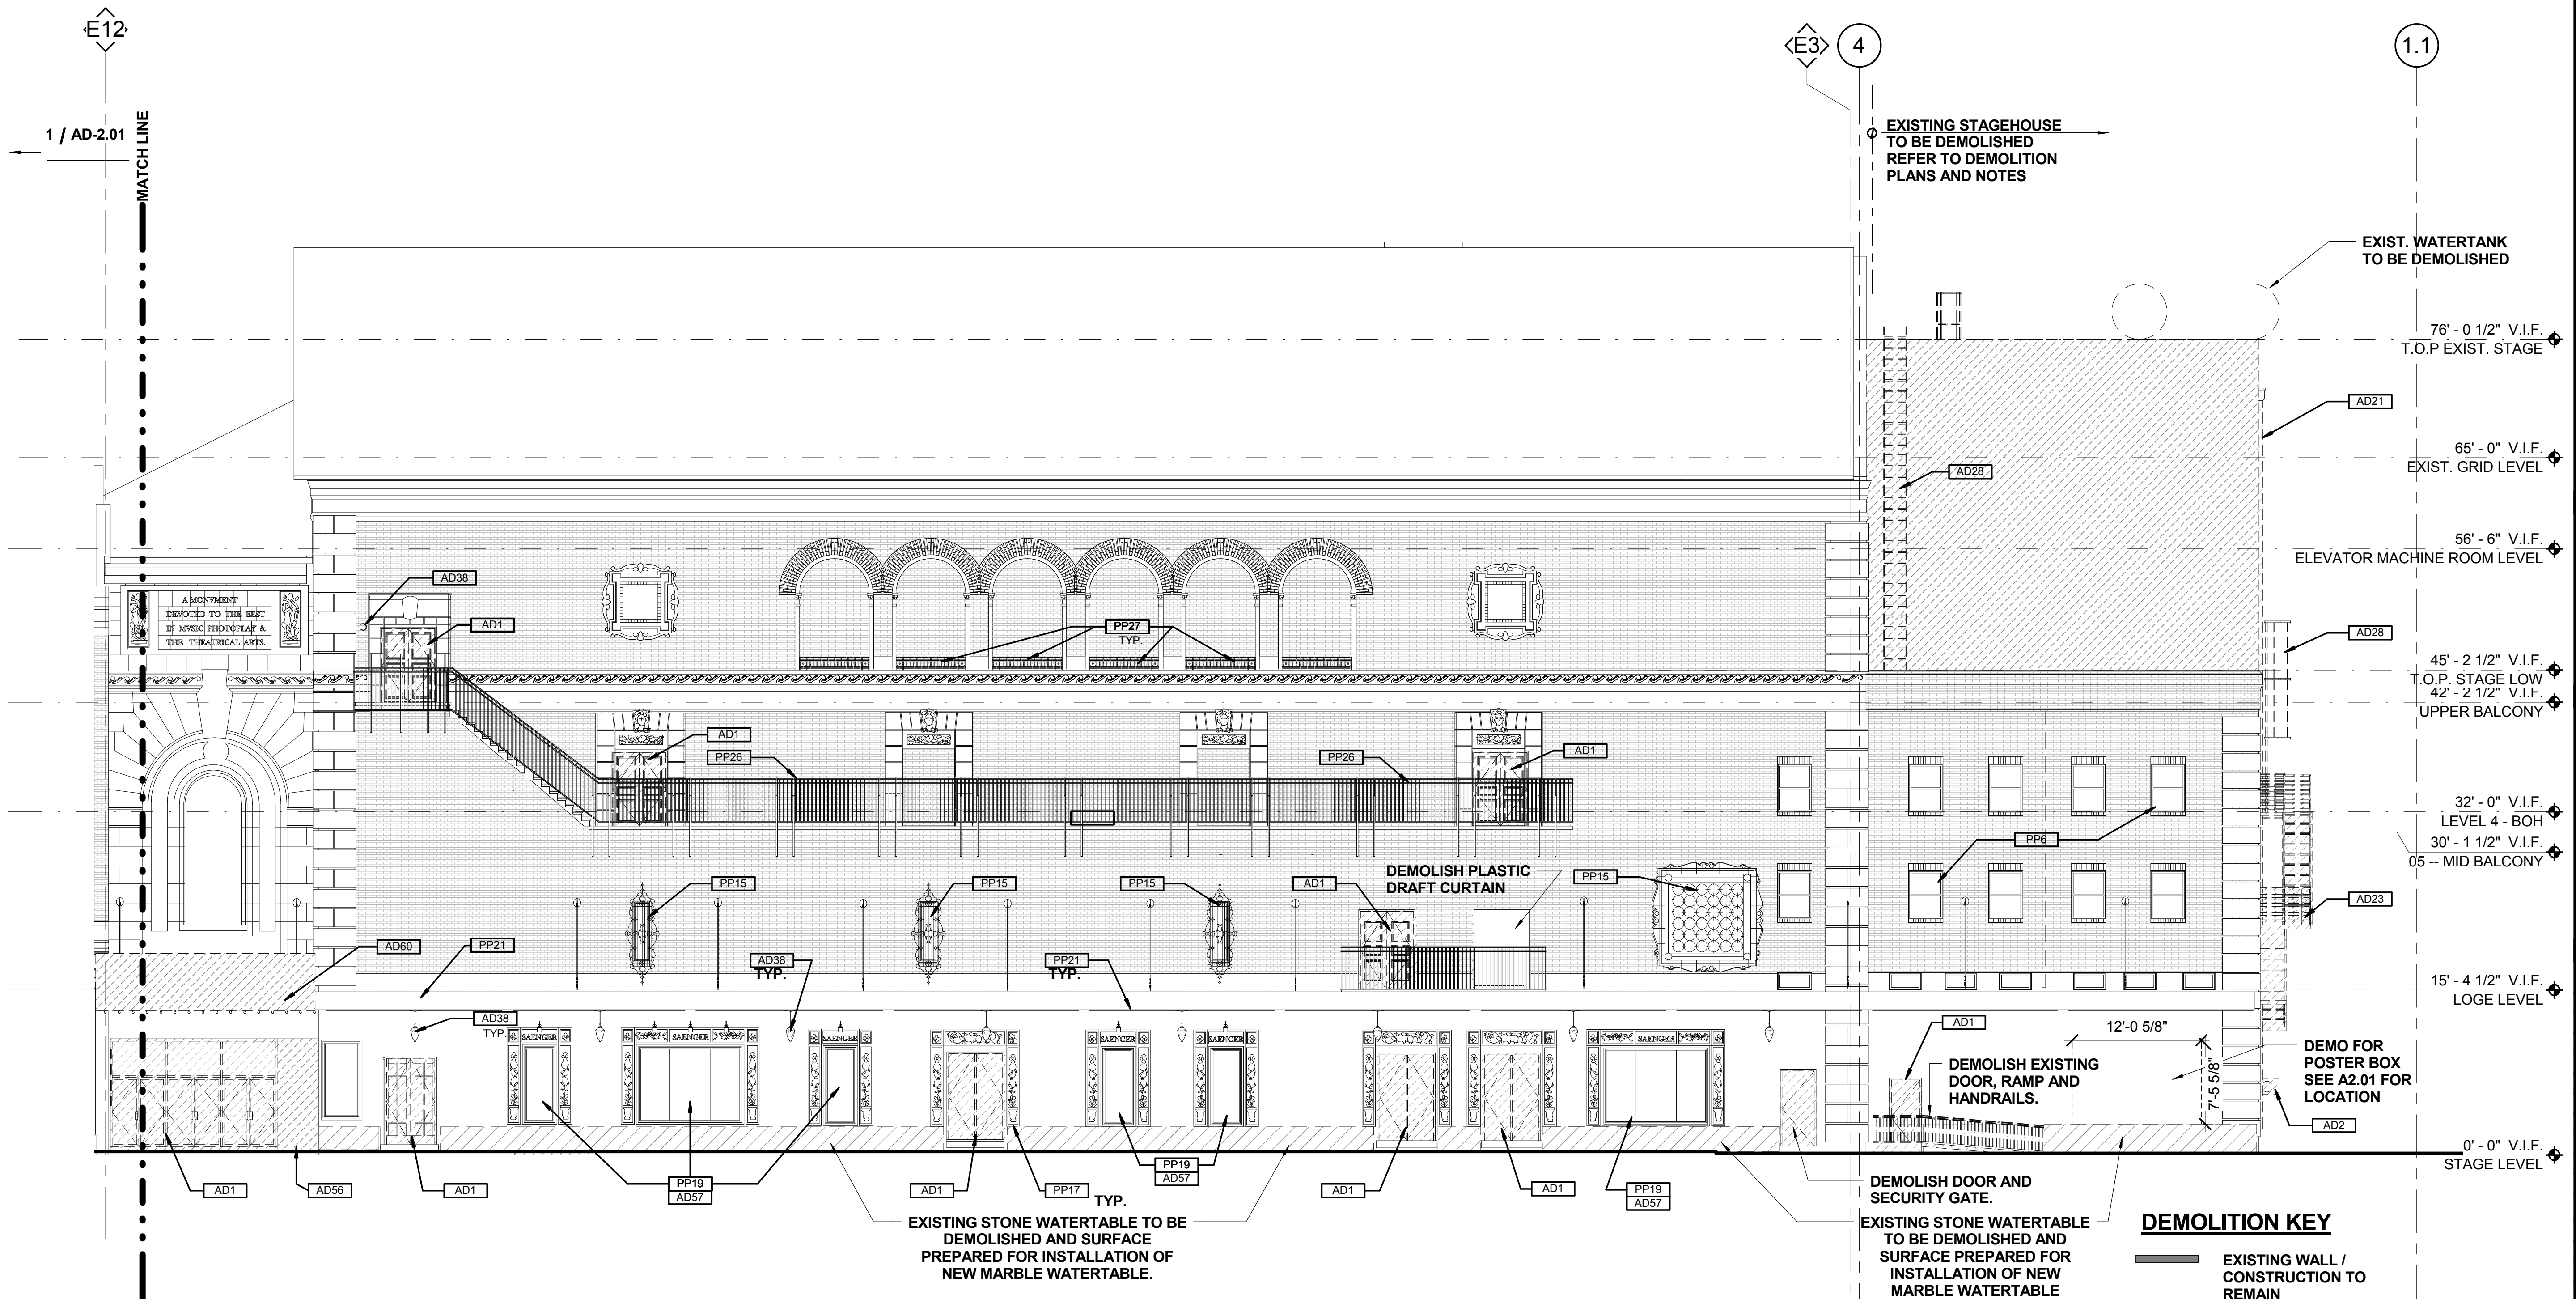 E12
E3
4
1.1
1 / AD-2.01
MATCH LINE
EXISTING STAGEHOUSE
TO BE DEMOLISHED
REFER TO DEMOLITION
PLANS AND NOTES
EXIST. WATERTANK
TO BE DEMOLISHED
76' - 0 1/2" V.I.F.
T.O.P EXIST. STAGE
AD21
65' - 0" V.I.F.
EXIST. GRID LEVEL
AD28
56' - 6" V.I.F.
ELEVATOR MACHINE ROOM LEVEL
AD38
A MONVMENT
DEVOTED TO THE BEST
IN MVSIC PHOTOPLAY &
THE THEATRICAL ARTS.
AD1
PP27
TYP.
AD28
45' - 2 1/2" V.I.F.
T.O.P. STAGE LOW
42' - 2 1/2" V.I.F.
UPPER BALCONY
AD1
PP26
PP26
AD1
32' - 0" V.I.F.
LEVEL 4 - BOH
PP6
30' - 1 1/2" V.I.F.
05 -- MID BALCONY
DEMOLISH PLASTIC
DRAFT CURTAIN
PP15
PP15
PP15
AD1
PP15
AD23
AD60
PP21
AD38
TYP.
PP21
TYP.
15' - 4 1/2" V.I.F.
LOGE LEVEL
AD38
TYP.
SAENGER
SAENGER
SAENGER
SAENGER
SAENGER
SAENGER
AD1
12'-0 5/8"
7'-5 5/8"
DEMOLISH EXISTING
DOOR, RAMP AND
HANDRAILS.
DEMO FOR
POSTER BOX
SEE A2.01 FOR
LOCATION
AD2
0' - 0" V.I.F.
STAGE LEVEL
AD1
AD56
AD1
PP19
AD57
AD1
PP17
TYP.
PP19
AD57
AD1
AD1
PP19
AD57
DEMOLISH DOOR AND
SECURITY GATE.
EXISTING STONE WATERTABLE TO BE
DEMOLISHED AND SURFACE
PREPARED FOR INSTALLATION OF
NEW MARBLE WATERTABLE.
EXISTING STONE WATERTABLE
TO BE DEMOLISHED AND
SURFACE PREPARED FOR
INSTALLATION OF NEW
MARBLE WATERTABLE
DEMOLITION KEY
EXISTING WALL /
CONSTRUCTION TO
REMAIN